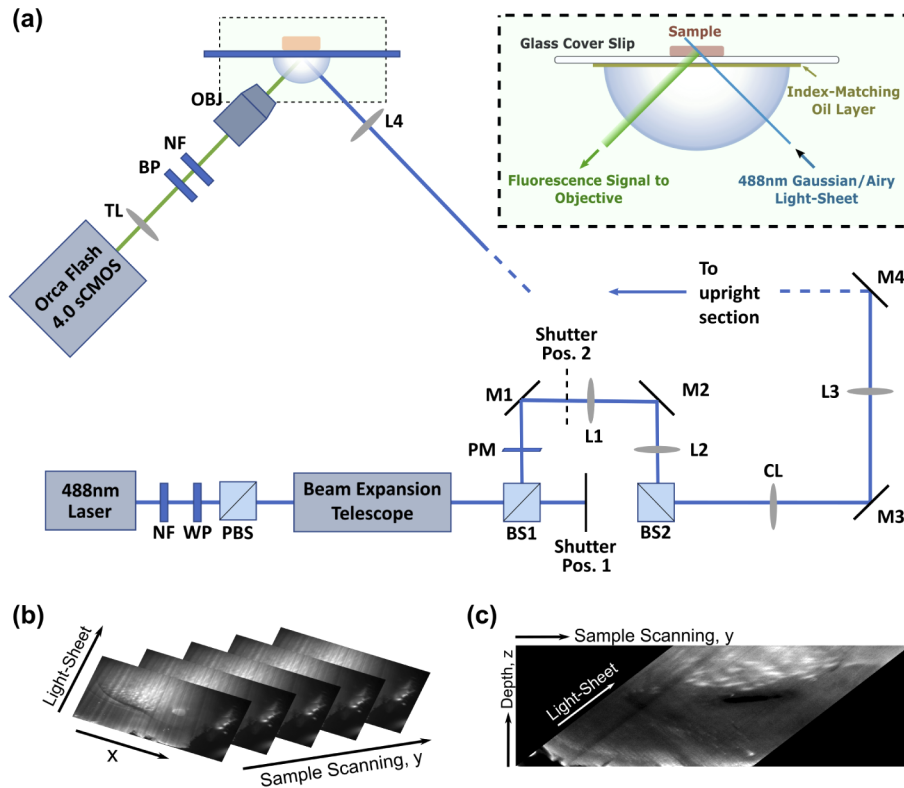 (a)
OBJ
NF
BP
TL
L4
Orca Flash
4.0 sCMOS
Sample
Glass Cover Slip
Index-Matching
Oil Layer
Fluorescence Signal to
Objective
488nm Gaussian/Airy
Light-Sheet
To
upright
section
M4
Shutter
Pos. 2
M1
M2
L3
L1
PM
L2
488nm
Laser
Beam Expansion
Telescope
CL
NF
WP
PBS
BS1
BS2
M3
Shutter
Pos. 1
(b)
Light-Sheet
X
Sample Scanning, y
(c)
Sample Scanning, y
Depth, z
Light-Sheet